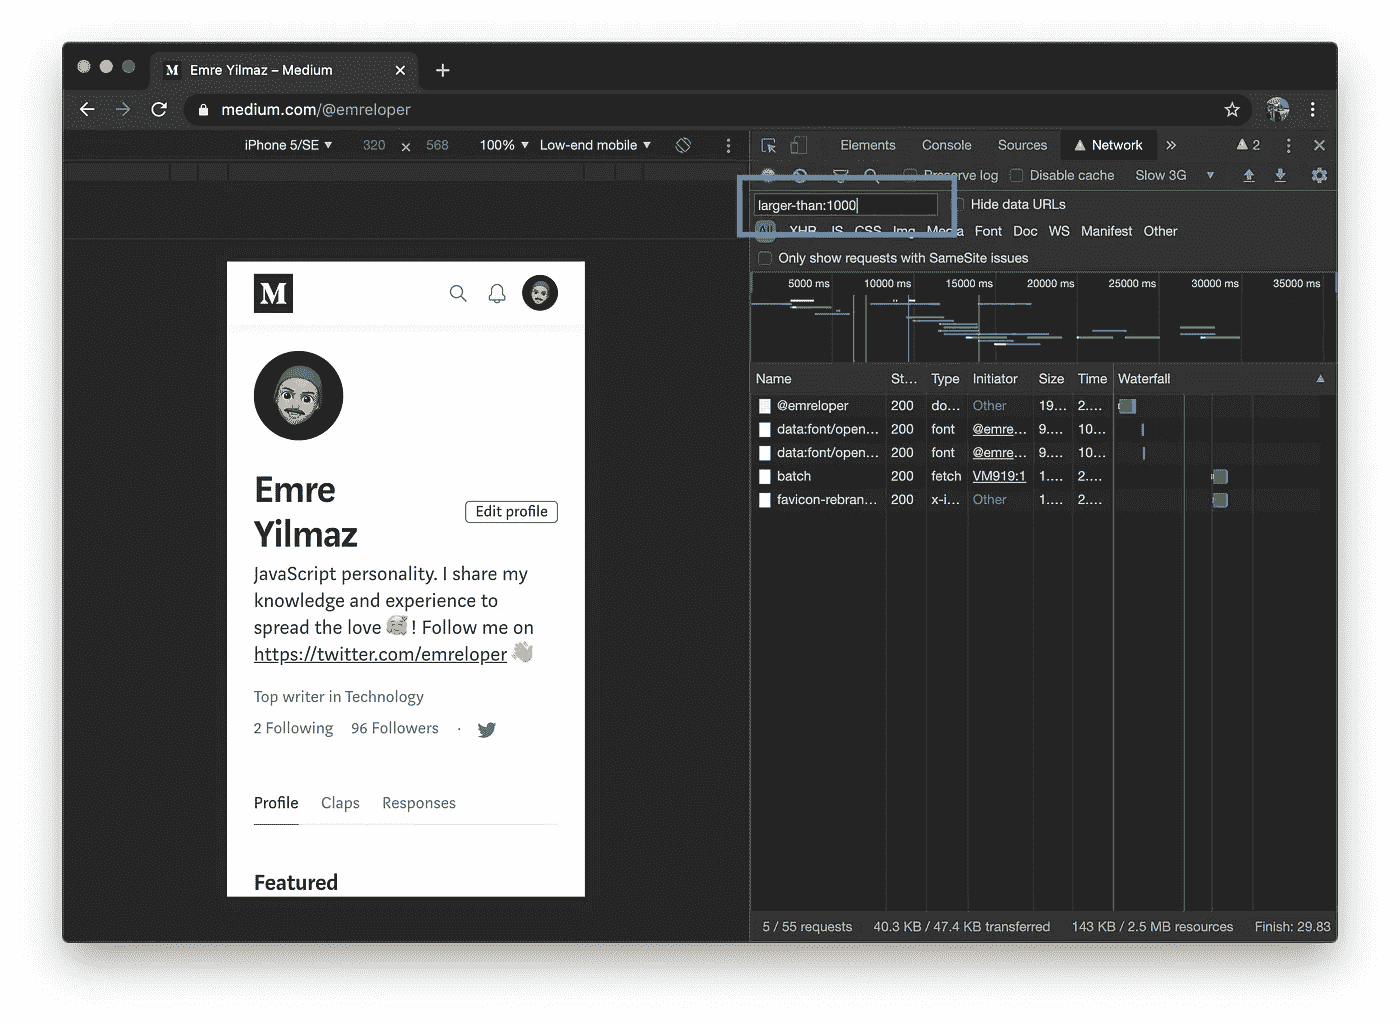 M Emre Yilmaz – Medium
medium.com/@emreloper
iPhone 5/SE 320 × 568 100% Low-end mobile
Elements Console Sources Network 2
Preserve log Disable cache Slow 3G
larger-than:1000 Hide data URLs
All XHR JS CSS Img Media Font Doc WS Manifest Other
Only show requests with SameSite issues
5000 ms 10000 ms 15000 ms 20000 ms 25000 ms 30000 ms 35000 ms
Name St... Type Initiator Size Time Waterfall
@emreloper 200 do... Other 19... 2....
data:font/open... 200 font @emre... 9.... 10...
data:font/open... 200 font @emre... 9.... 10...
batch 200 fetch VM919:1 1.... 2....
favicon-rebran... 200 x-i... Other 1.... 2....
5 / 55 requests 40.3 KB / 47.4 KB transferred 143 KB / 2.5 MB resources Finish: 29.83
M
Emre
Yilmaz
Edit profile
JavaScript personality. I share my
knowledge and experience to
spread the love 🥰 ! Follow me on
https://twitter.com/emreloper 👋
Top writer in Technology
2 Following 96 Followers ·
Profile Claps Responses
Featured